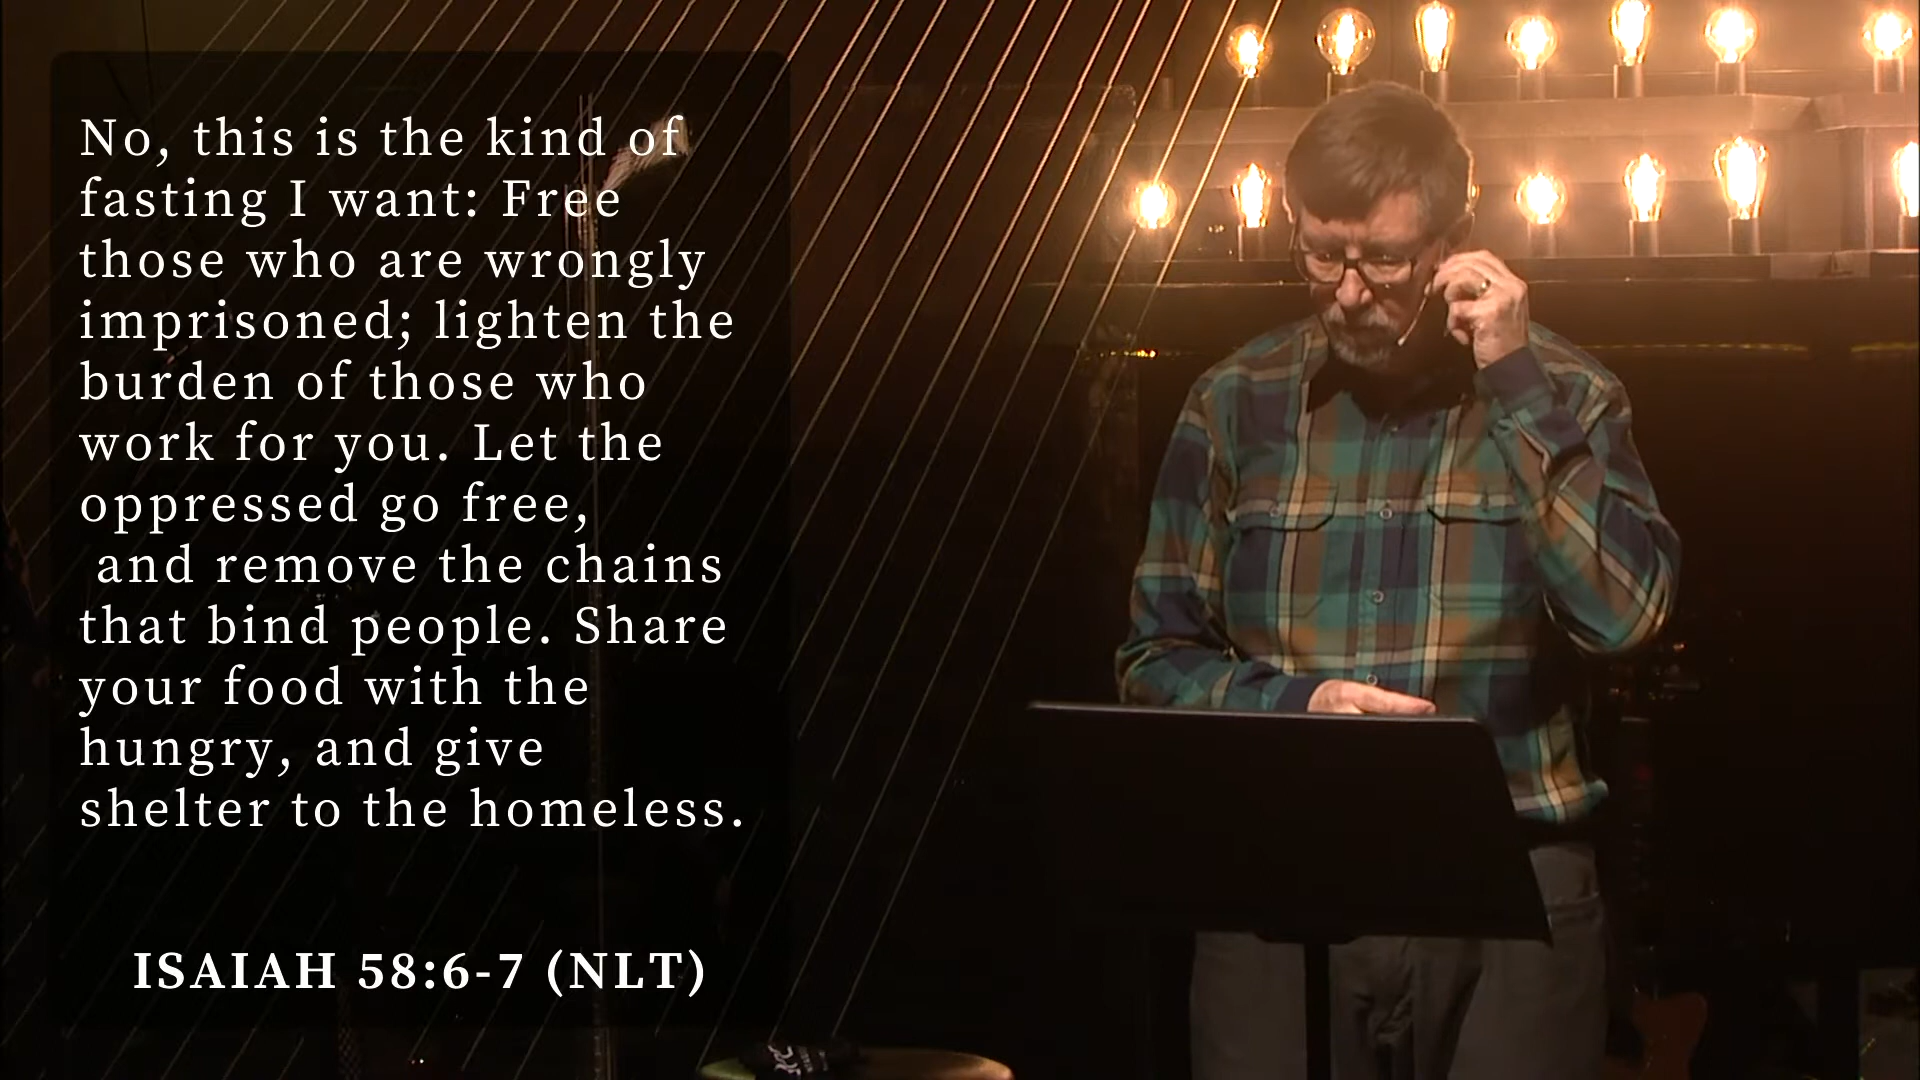 No, this is the kind of
fasting I want: Free
those who are wrongly
imprisoned; lighten the
burden of those who
work for you. Let the
oppressed go free,
and remove the chains
that bind people. Share
your food with the
hungry, and give
shelter to the homeless.
ISAIAH 58:6-7 (NLT)